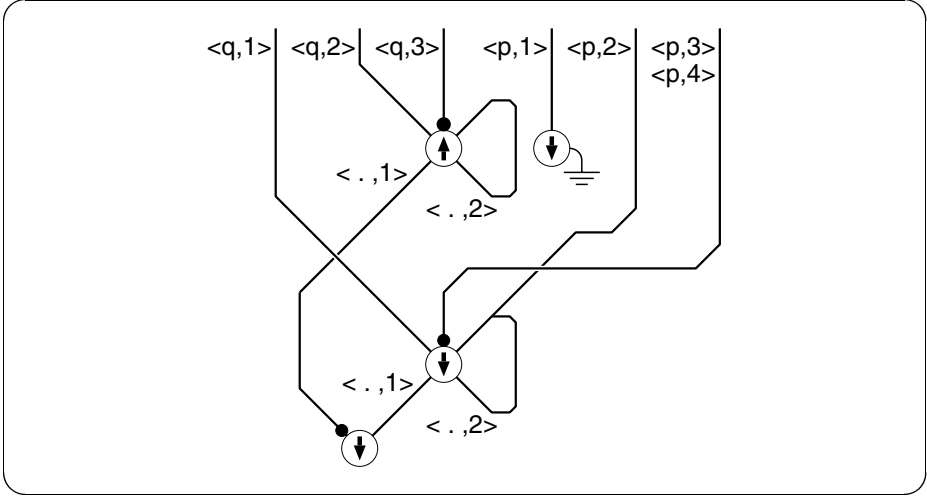 <q,1> <q,2> <q,3> <p,1> <p,2> <p,3>
<p,4>
< . ,1>
< . ,2>
< . ,1>
< . ,2>